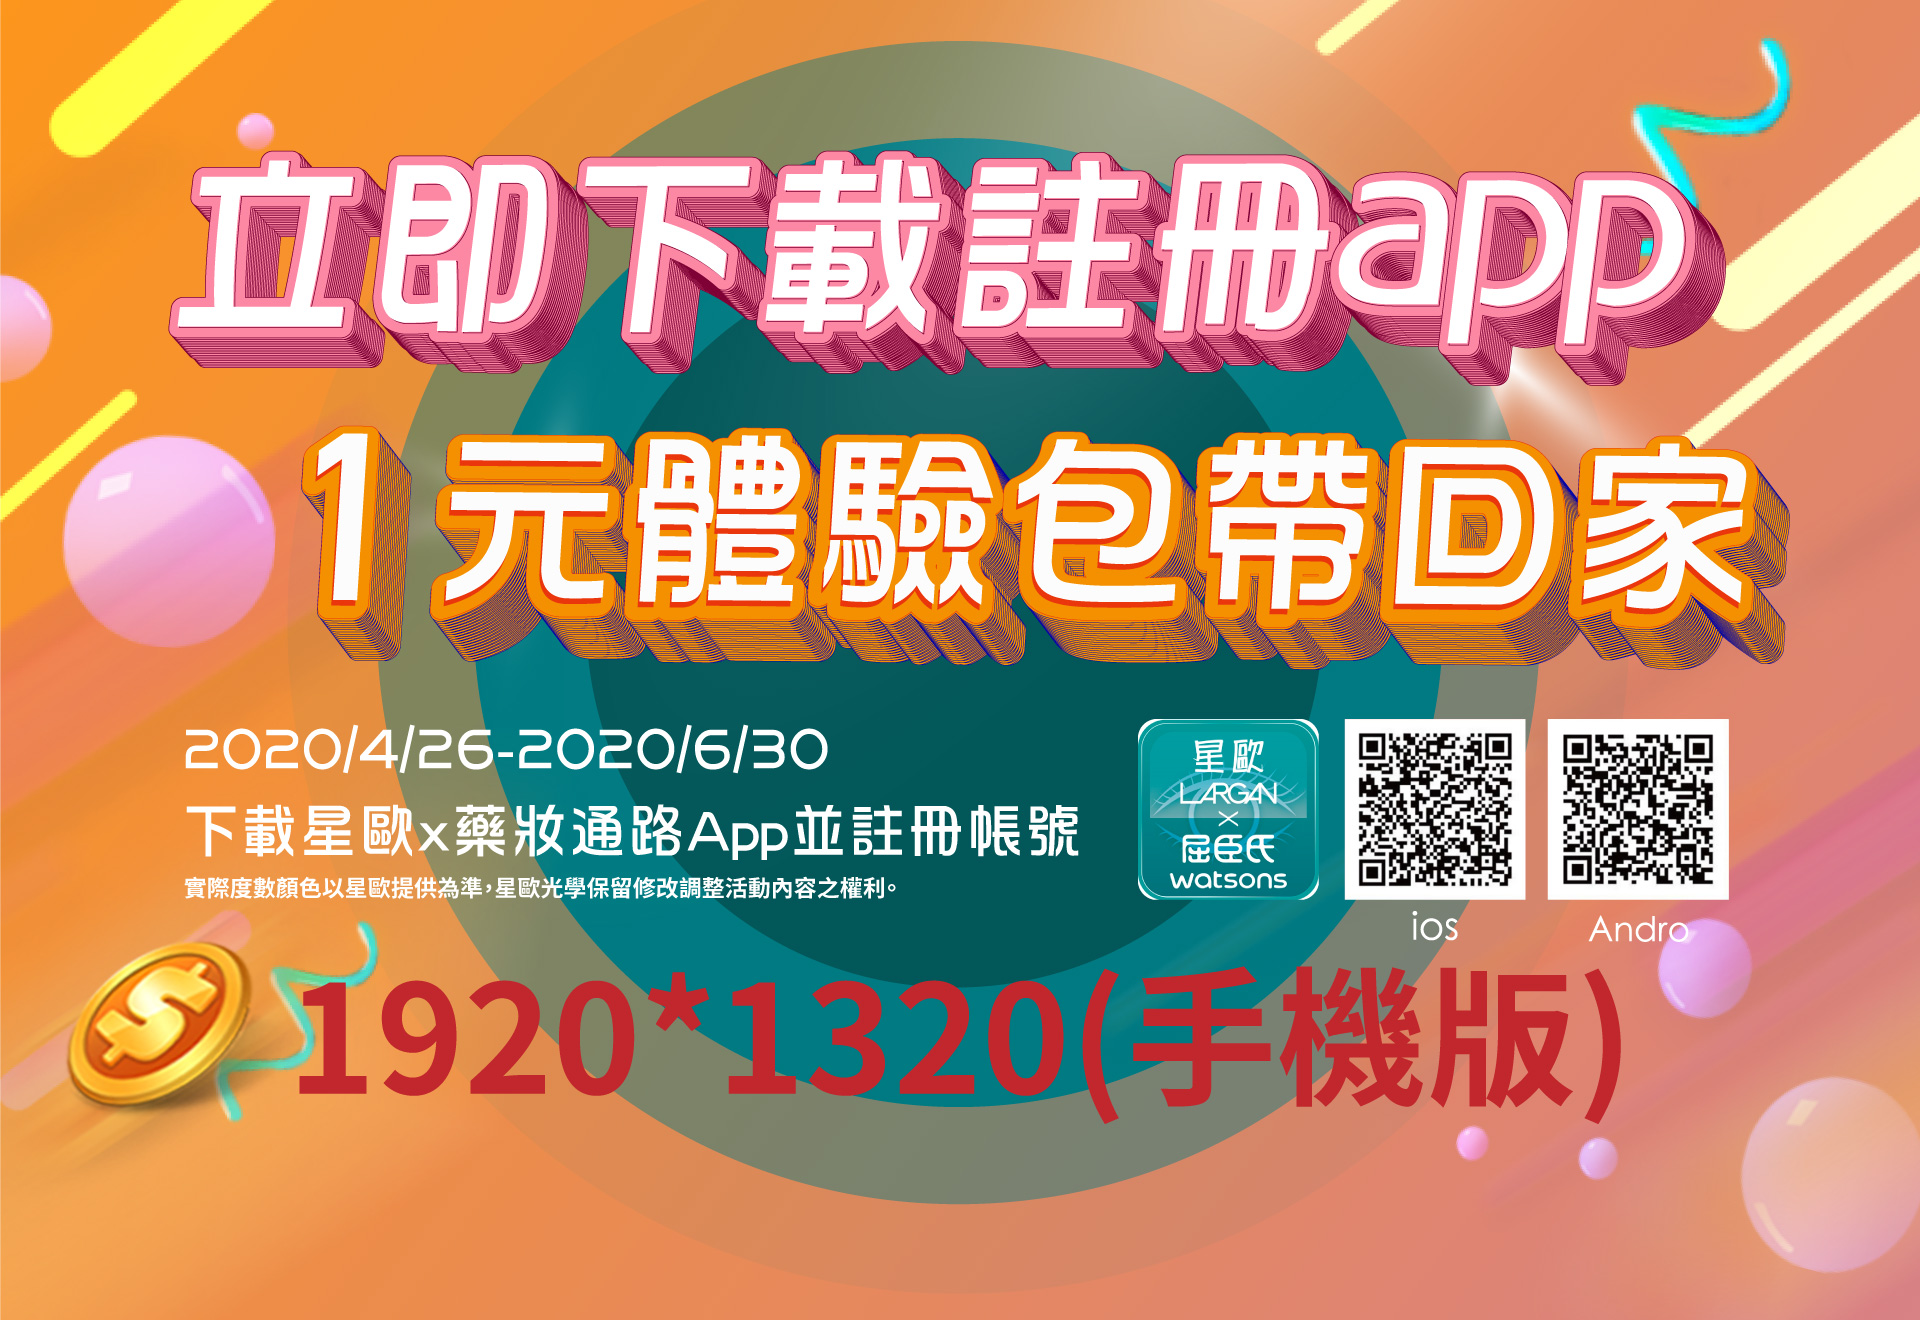 立即下載註冊app
1元體驗包帶回家
2020/4/26-2020/6/30
下載星歐x藥妝通路App並註冊帳號
實際度數顏色以星歐提供為準，星歐光學保留修改調整活動內容之權利。
星歐
LARGAN
×
屈臣氏
watsons
ios
Andro
1920*1320(手機版)